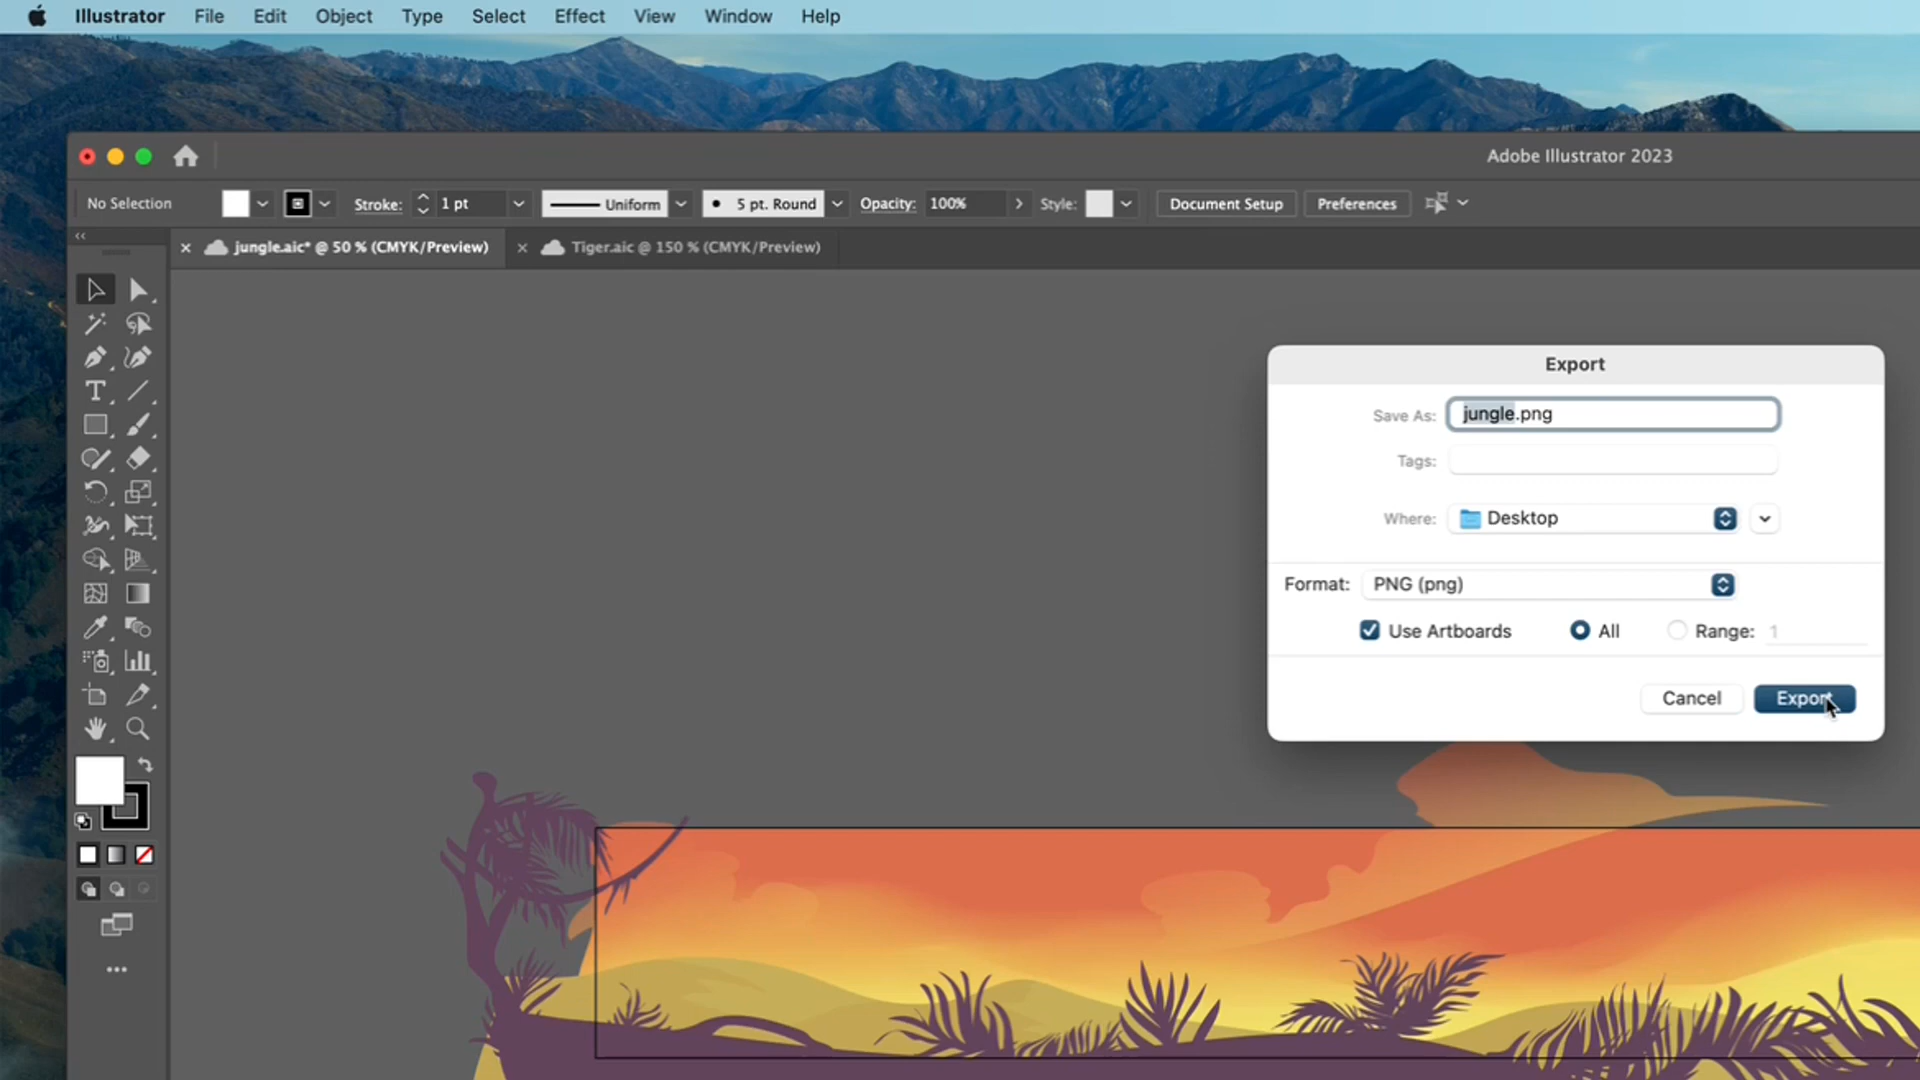 Illustrator File Edit Object Type Select Effect View Window Help
Adobe Illustrator 2023
No Selection Stroke: 1 pt Uniform 5 pt. Round Opacity: 100% Style: Document Setup Preferences
jungle.aic* @ 50 % (CMYK/Preview) Tiger.aic @ 150 % (CMYK/Preview)
Export
Save As: jungle.png
Tags:
Where: Desktop
Format: PNG (png)
Use Artboards All Range: 1
Cancel Export